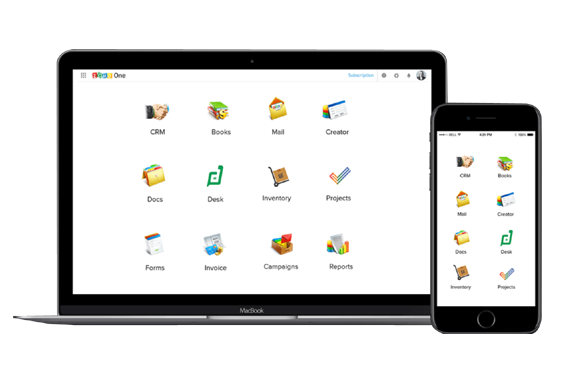 ZOHO One
Subscription
CRM Books Mail Creator
Docs Desk Inventory Projects
Forms Invoice Campaigns Reports
MacBook
4:21 PM
CRM Books
Mail Creator
Docs Desk
Inventory Projects